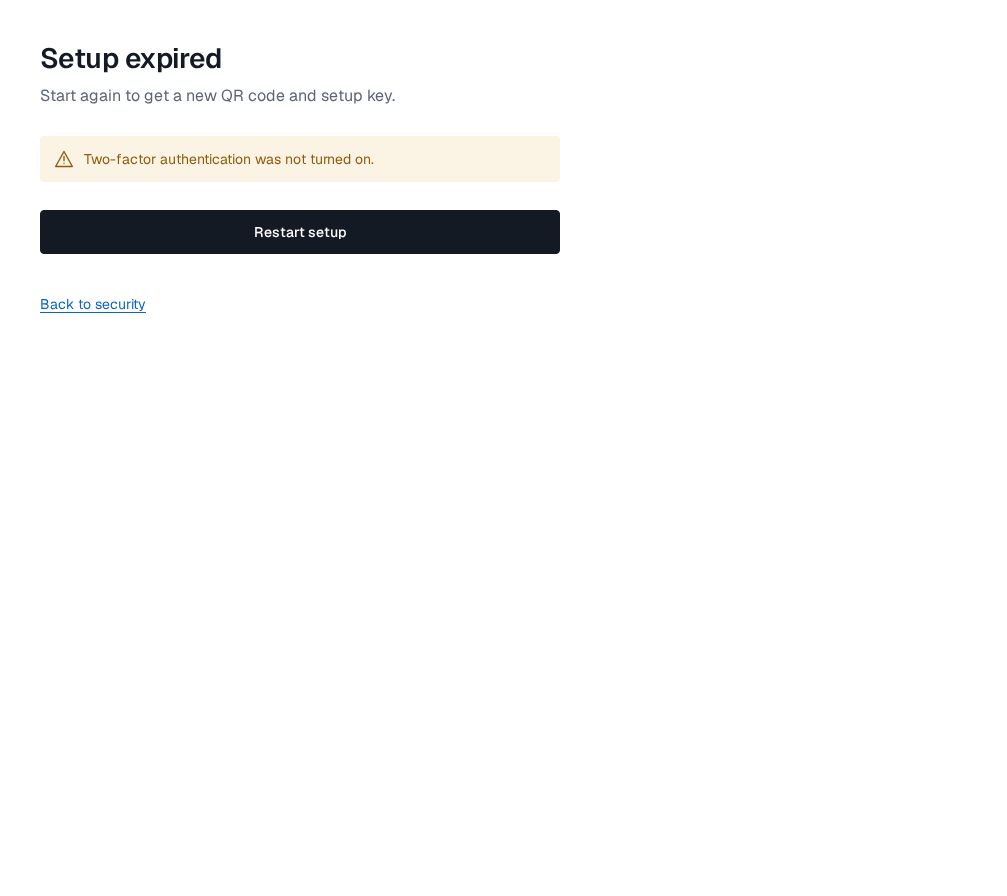 Setup expired
Start again to get a new QR code and setup key.
Two-factor authentication was not turned on.
Restart setup
Back to security